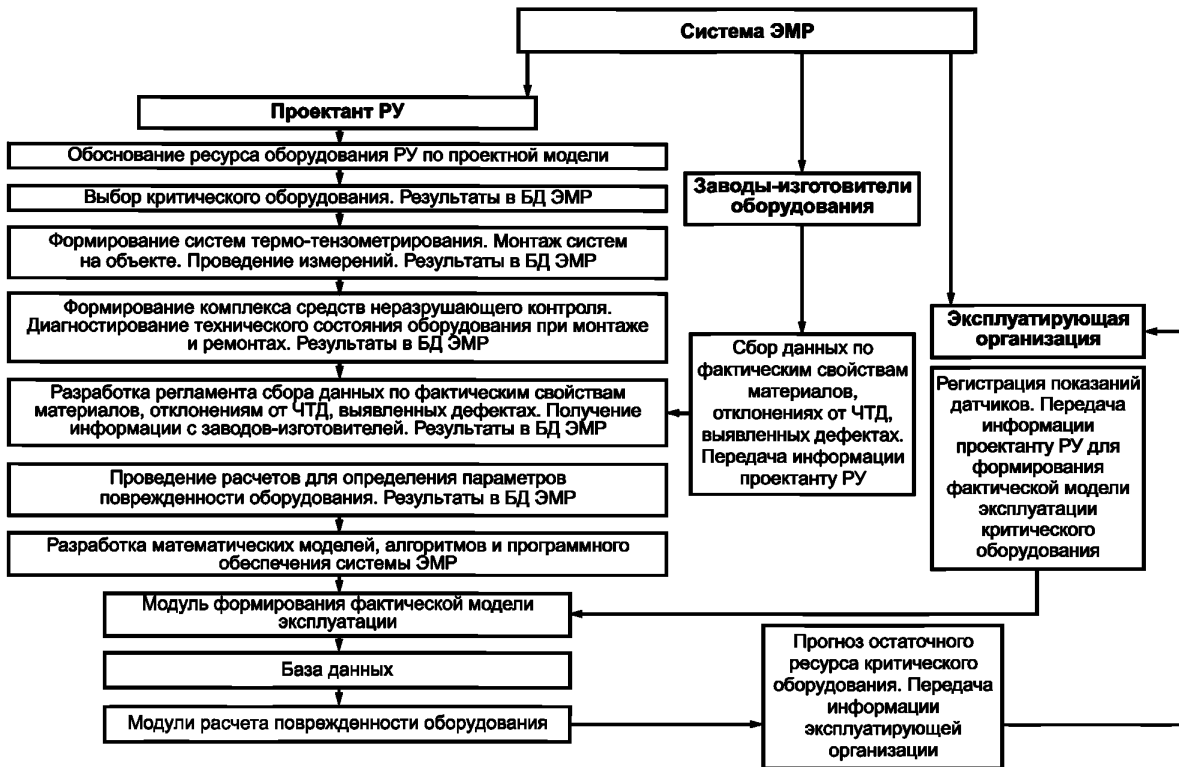 Система ЭМР
Проектант РУ
Обоснование ресурса оборудования РУ по проектной модели
Выбор критического оборудования. Результаты в БД ЭМР
Формирование систем термо-тензометрирования. Монтаж систем
на объекте. Проведение измерений. Результаты в БД ЭМР
Формирование комплекса средств неразрушающего контроля.
Диагностирование технического состояния оборудования при монтаже
и ремонтах. Результаты в БД ЭМР
Разработка регламента сбора данных по фактическим свойствам
материалов, отклонениям от ЧТД, выявленных дефектах. Получение
информации с заводов-изготовителей. Результаты в БД ЭМР
Проведение расчетов для определения параметров
поврежденности оборудования. Результаты в БД ЭМР
Разработка математических моделей, алгоритмов и программного
обеспечения системы ЭМР
Модуль формирования фактической модели
эксплуатации
База данных
Модули расчета поврежденности оборудования
Заводы-изготовители
оборудования
Сбор данных по
фактическим свойствам
материалов,
отклонениях от ЧТД,
выявленных дефектах.
Передача информации
проектанту РУ
Эксплуатирующая
организация
Регистрация показаний
датчиков. Передача
информации
проектанту РУ для
формирования
фактической модели
эксплуатации
критического
оборудования
Прогноз остаточного
ресурса критического
оборудования. Передача
информации
эксплуатирующей
организации